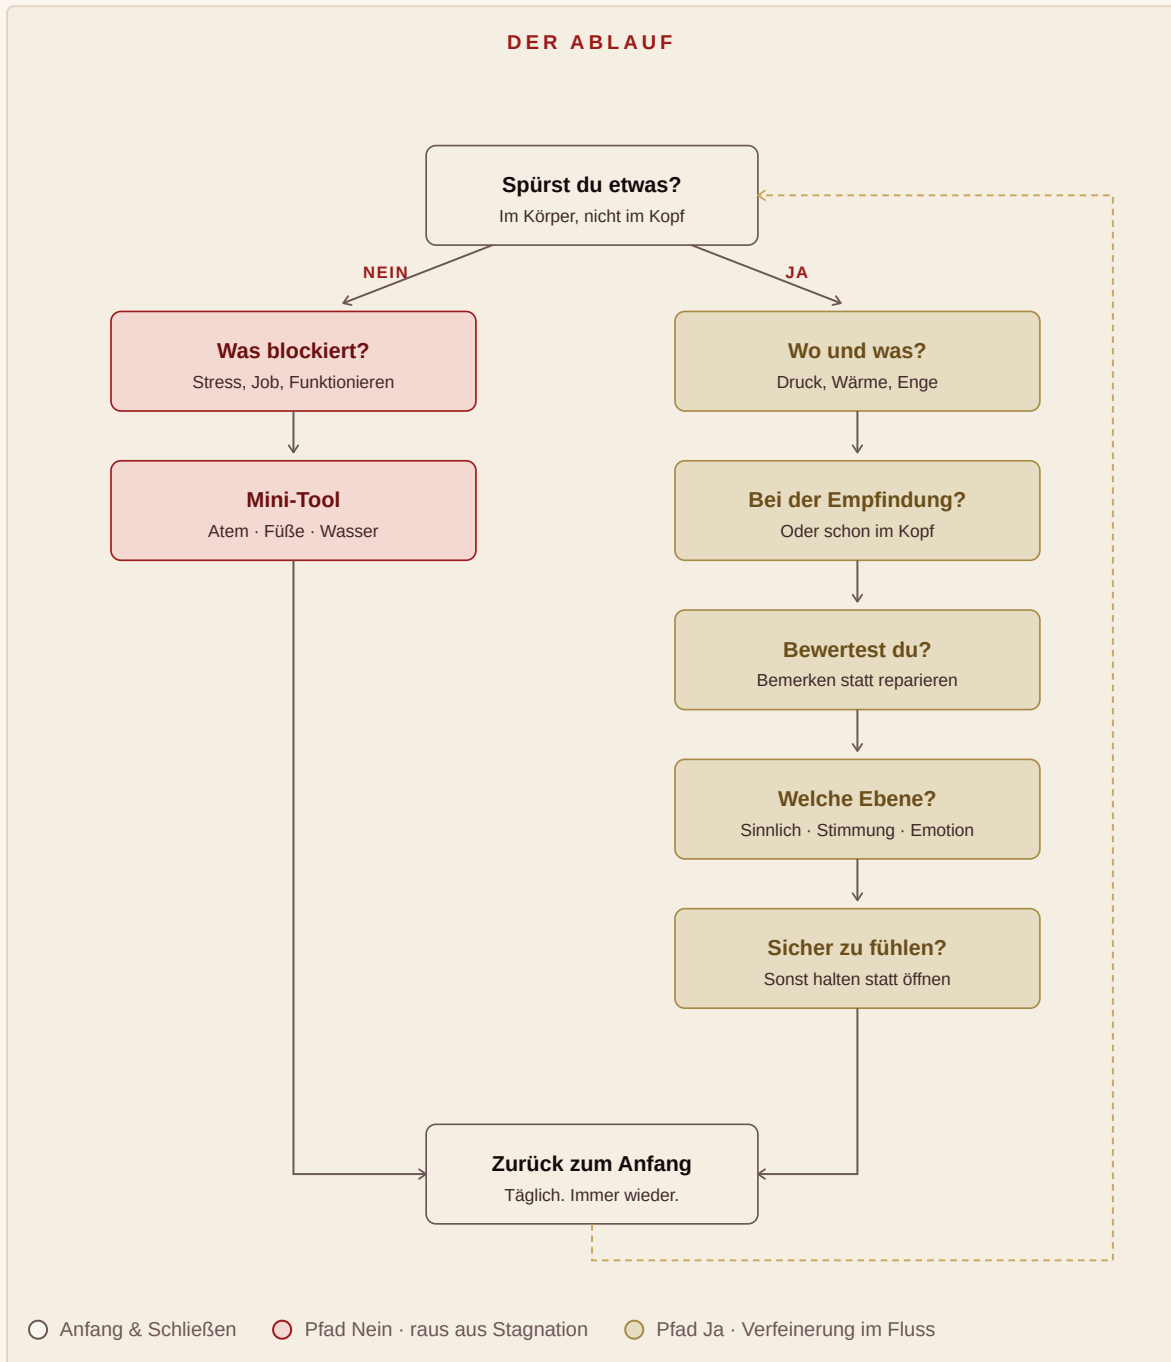 DER ABLAUF
Spürst du etwas?
Im Körper, nicht im Kopf
NEIN
JA
Was blockiert?
Stress, Job, Funktionieren
Wo und was?
Druck, Wärme, Enge
Mini-Tool
Atem · Füße · Wasser
Bei der Empfindung?
Oder schon im Kopf
Bewertest du?
Bemerken statt reparieren
Welche Ebene?
Sinnlich · Stimmung · Emotion
Sicher zu fühlen?
Sonst halten statt öffnen
Zurück zum Anfang
Täglich. Immer wieder.
Anfang & Schließen
Pfad Nein · raus aus Stagnation
Pfad Ja · Verfeinerung im Fluss